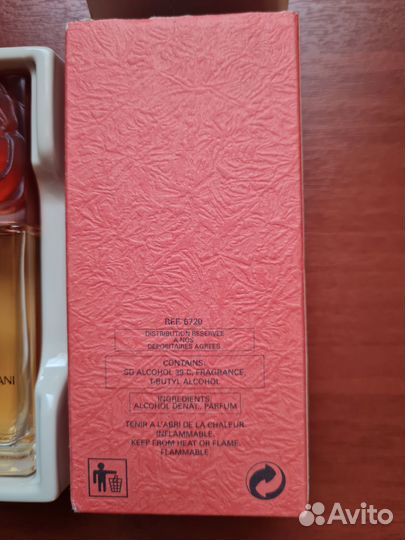 REF. 6720
DISTRIBUTION RESERVEE
A NOS
DEPOSITAIRES AGREES
CONTAINS:
SD ALCOHOL 39-C, FRAGRANCE,
T-BUTYL ALCOHOL
INGREDIENTS:
ALCOHOL DENAT., PARFUM
TENIR A L'ABRI DE LA CHALEUR.
INFLAMMABLE.
KEEP FROM HEAT OR FLAME.
FLAMMABLE.
ANI
Avito